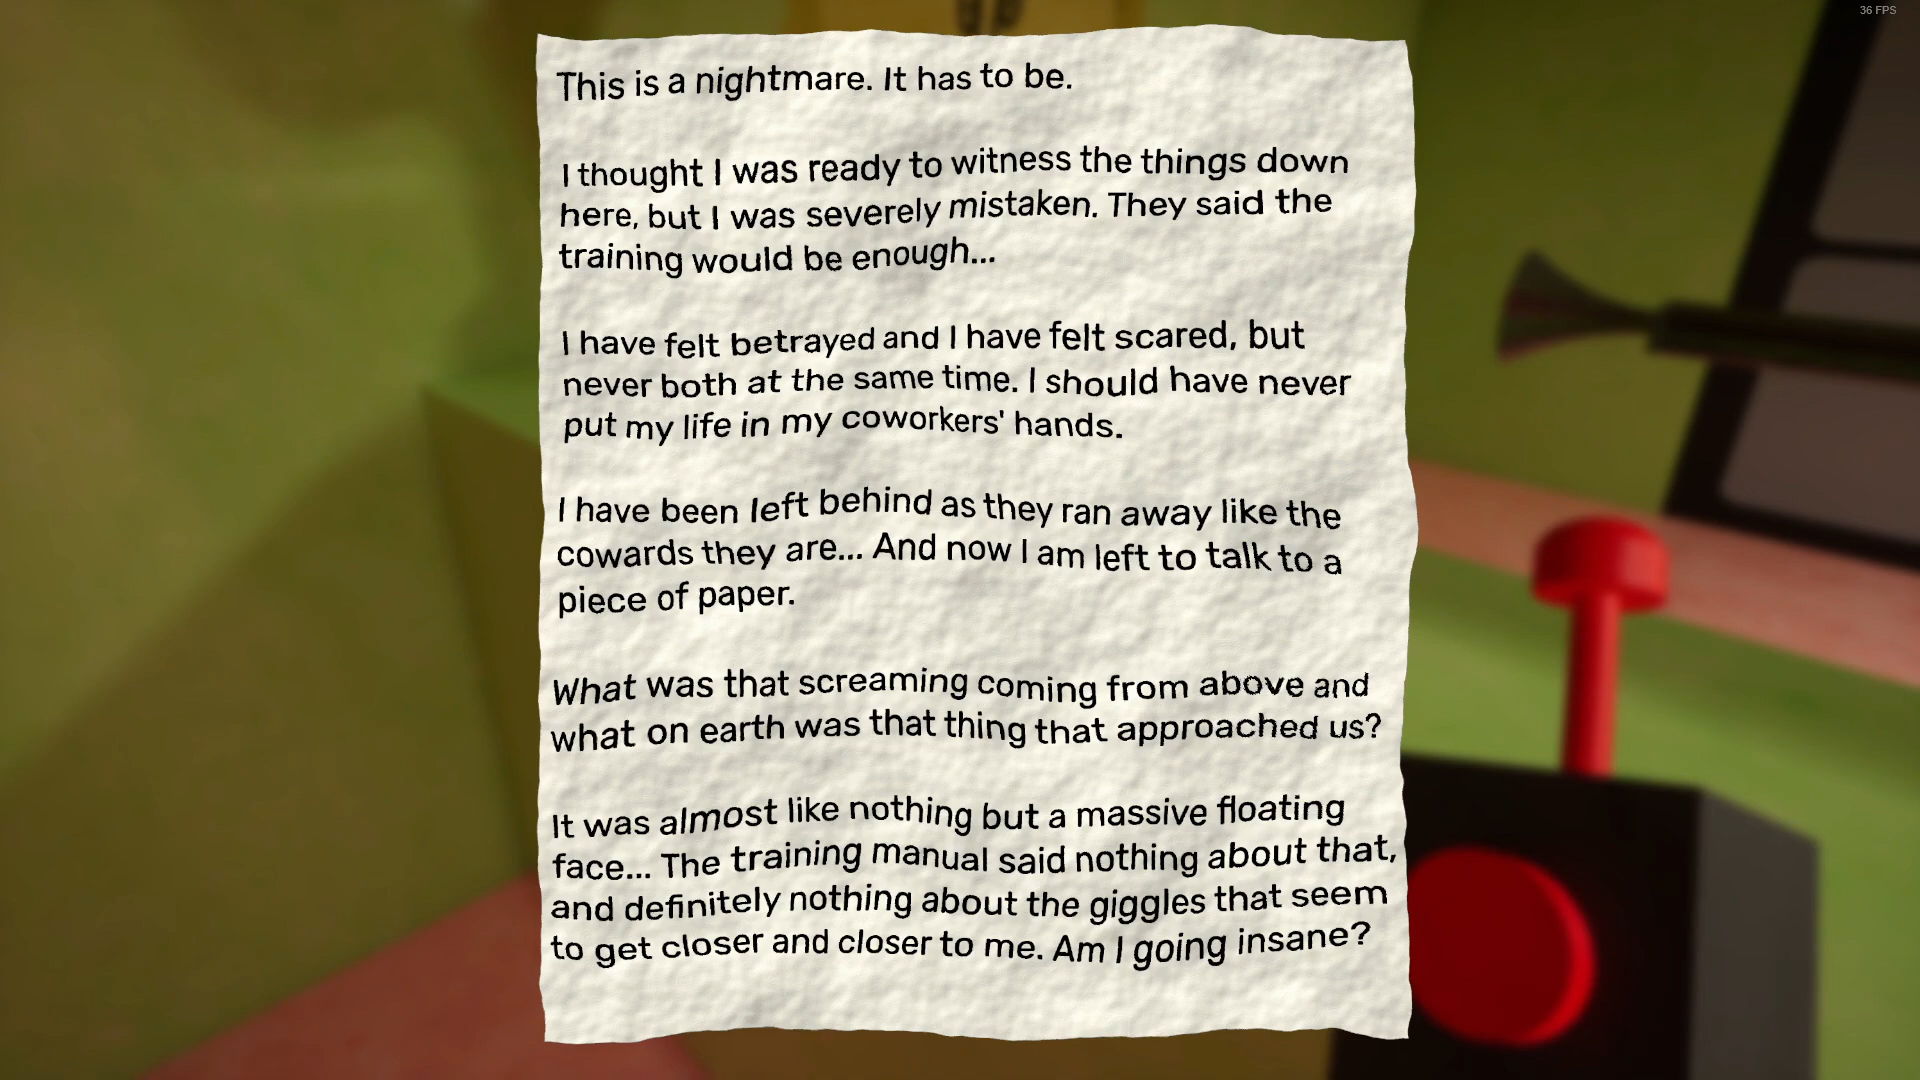 36 FPS
This is a nightmare. It has to be.
I thought I was ready to witness the things down
here, but I was severely mistaken. They said the
training would be enough...
I have felt betrayed and I have felt scared, but
never both at the same time. I should have never
put my life in my coworkers' hands.
I have been left behind as they ran away like the
cowards they are... And now I am left to talk to a
piece of paper.
What was that screaming coming from above and
what on earth was that thing that approached us?
It was almost like nothing but a massive floating
face... The training manual said nothing about that,
and definitely nothing about the giggles that seem
to get closer and closer to me. Am I going insane?